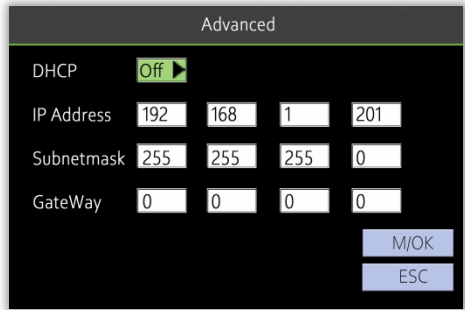 Advanced
DHCP Off
IP Address 192 168 1 201
Subnetmask 255 255 255 0
GateWay 0 0 0 0
M/OK
ESC